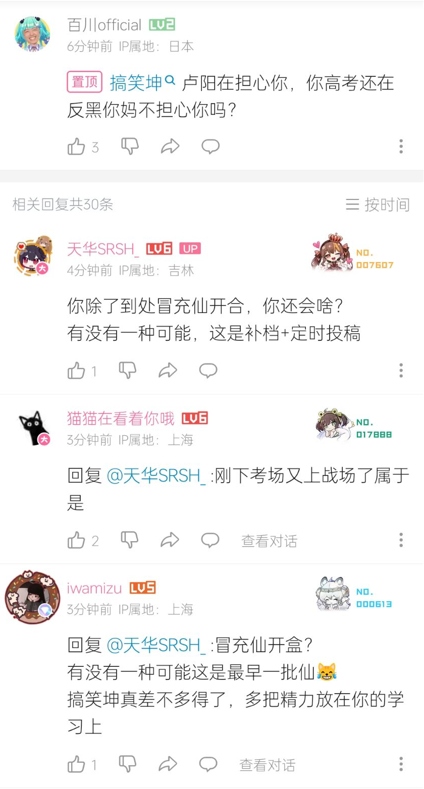 百川official LV2
6分钟前 IP属地：日本
置顶 搞笑坤 卢阳在担心你，你高考还在
反黑你妈不担心你吗？
3
相关回复共30条 按时间
天华SRSH_ LV6 UP
4分钟前 IP属地：吉林
NO.
007607
你除了到处冒充仙开合，你还会啥？
有没有一种可能，这是补档+定时投稿
1
猫猫在看着你哦 LV6
3分钟前 IP属地：上海
NO.
017888
回复 @天华SRSH_ :刚下考场又上战场了属于
是
2 查看对话
iwamizu LV5
3分钟前 IP属地：上海
NO.
000613
回复 @天华SRSH_ :冒充仙开盒？
有没有一种可能这是最早一批仙😹
搞笑坤真差不多得了，多把精力放在你的学
习上
1 查看对话